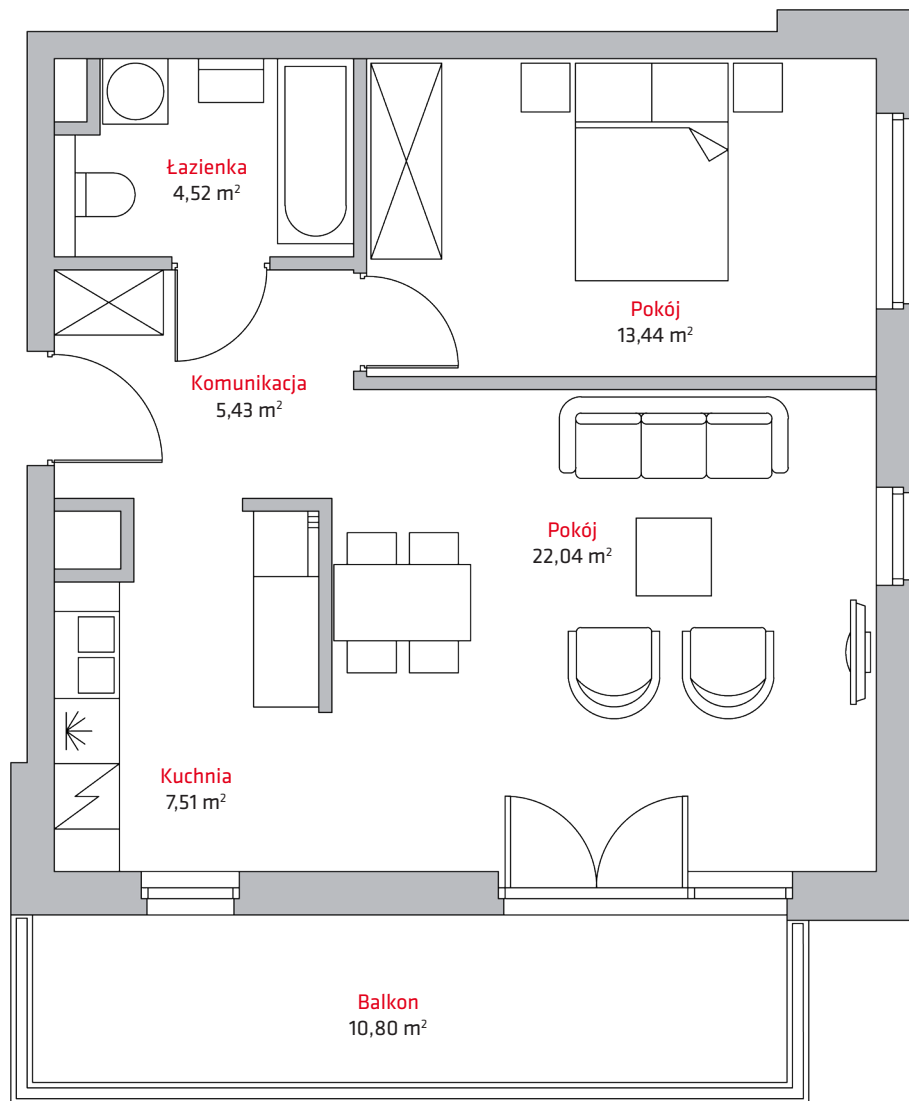 Łazienka
4,52 m²
Pokój
13,44 m²
Komunikacja
5,43 m²
Pokój
22,04 m²
Kuchnia
7,51 m²
Balkon
10,80 m²